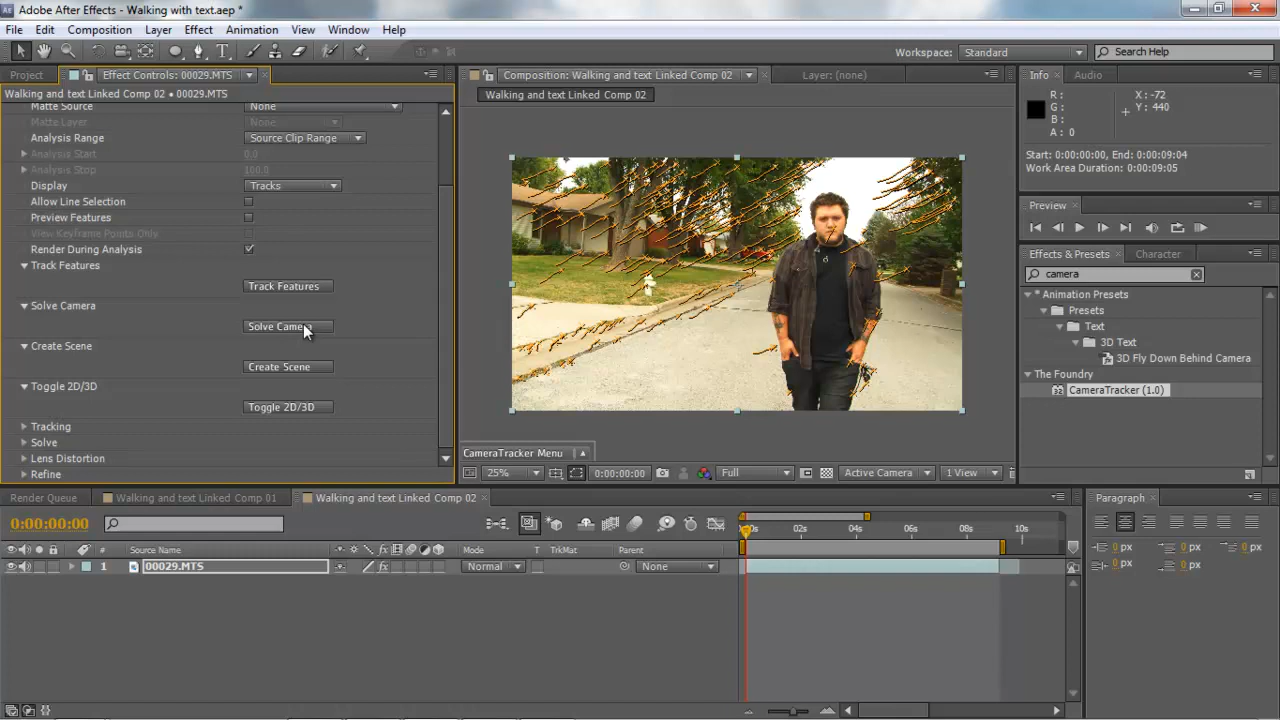 Adobe After Effects - Walking with text.aep *
File Edit Composition Layer Effect Animation View Window Help
Workspace: Standard Search Help
Project Effect Controls: 00029.MTS Composition: Walking and text Linked Comp 02 Layer: (none) Info Audio
Walking and text Linked Comp 02 • 00029.MTS
Walking and text Linked Comp 02
Matte Source None
Matte Layer None
Analysis Range Source Clip Range
Analysis Start 0.0
Analysis Stop 100.0
Display Tracks
Allow Line Selection
Preview Features
View Keyframe Points Only
Render During Analysis
Track Features
Track Features
Solve Camera
Solve Camera
Create Scene
Create Scene
Toggle 2D/3D
Toggle 2D/3D
Tracking
Solve
Lens Distortion
Refine
CameraTracker Menu
25% 0:00:00:00 Full Active Camera 1 View
R:
G:
B:
A: 0
X: -72
Y: 440
Start: 0:00:00:00, End: 0:00:09:04
Work Area Duration: 0:00:09:05
Preview
Effects & Presets Character
camera
* Animation Presets
Presets
Text
3D Text
3D Fly Down Behind Camera
The Foundry
CameraTracker (1.0)
Render Queue Walking and text Linked Comp 01 Walking and text Linked Comp 02
0:00:00:00
02s 04s 06s 08s 10s
# Source Name Mode T TrkMat Parent
1 00029.MTS Normal None
Paragraph
0 px 0 px 0 px
0 px 0 px